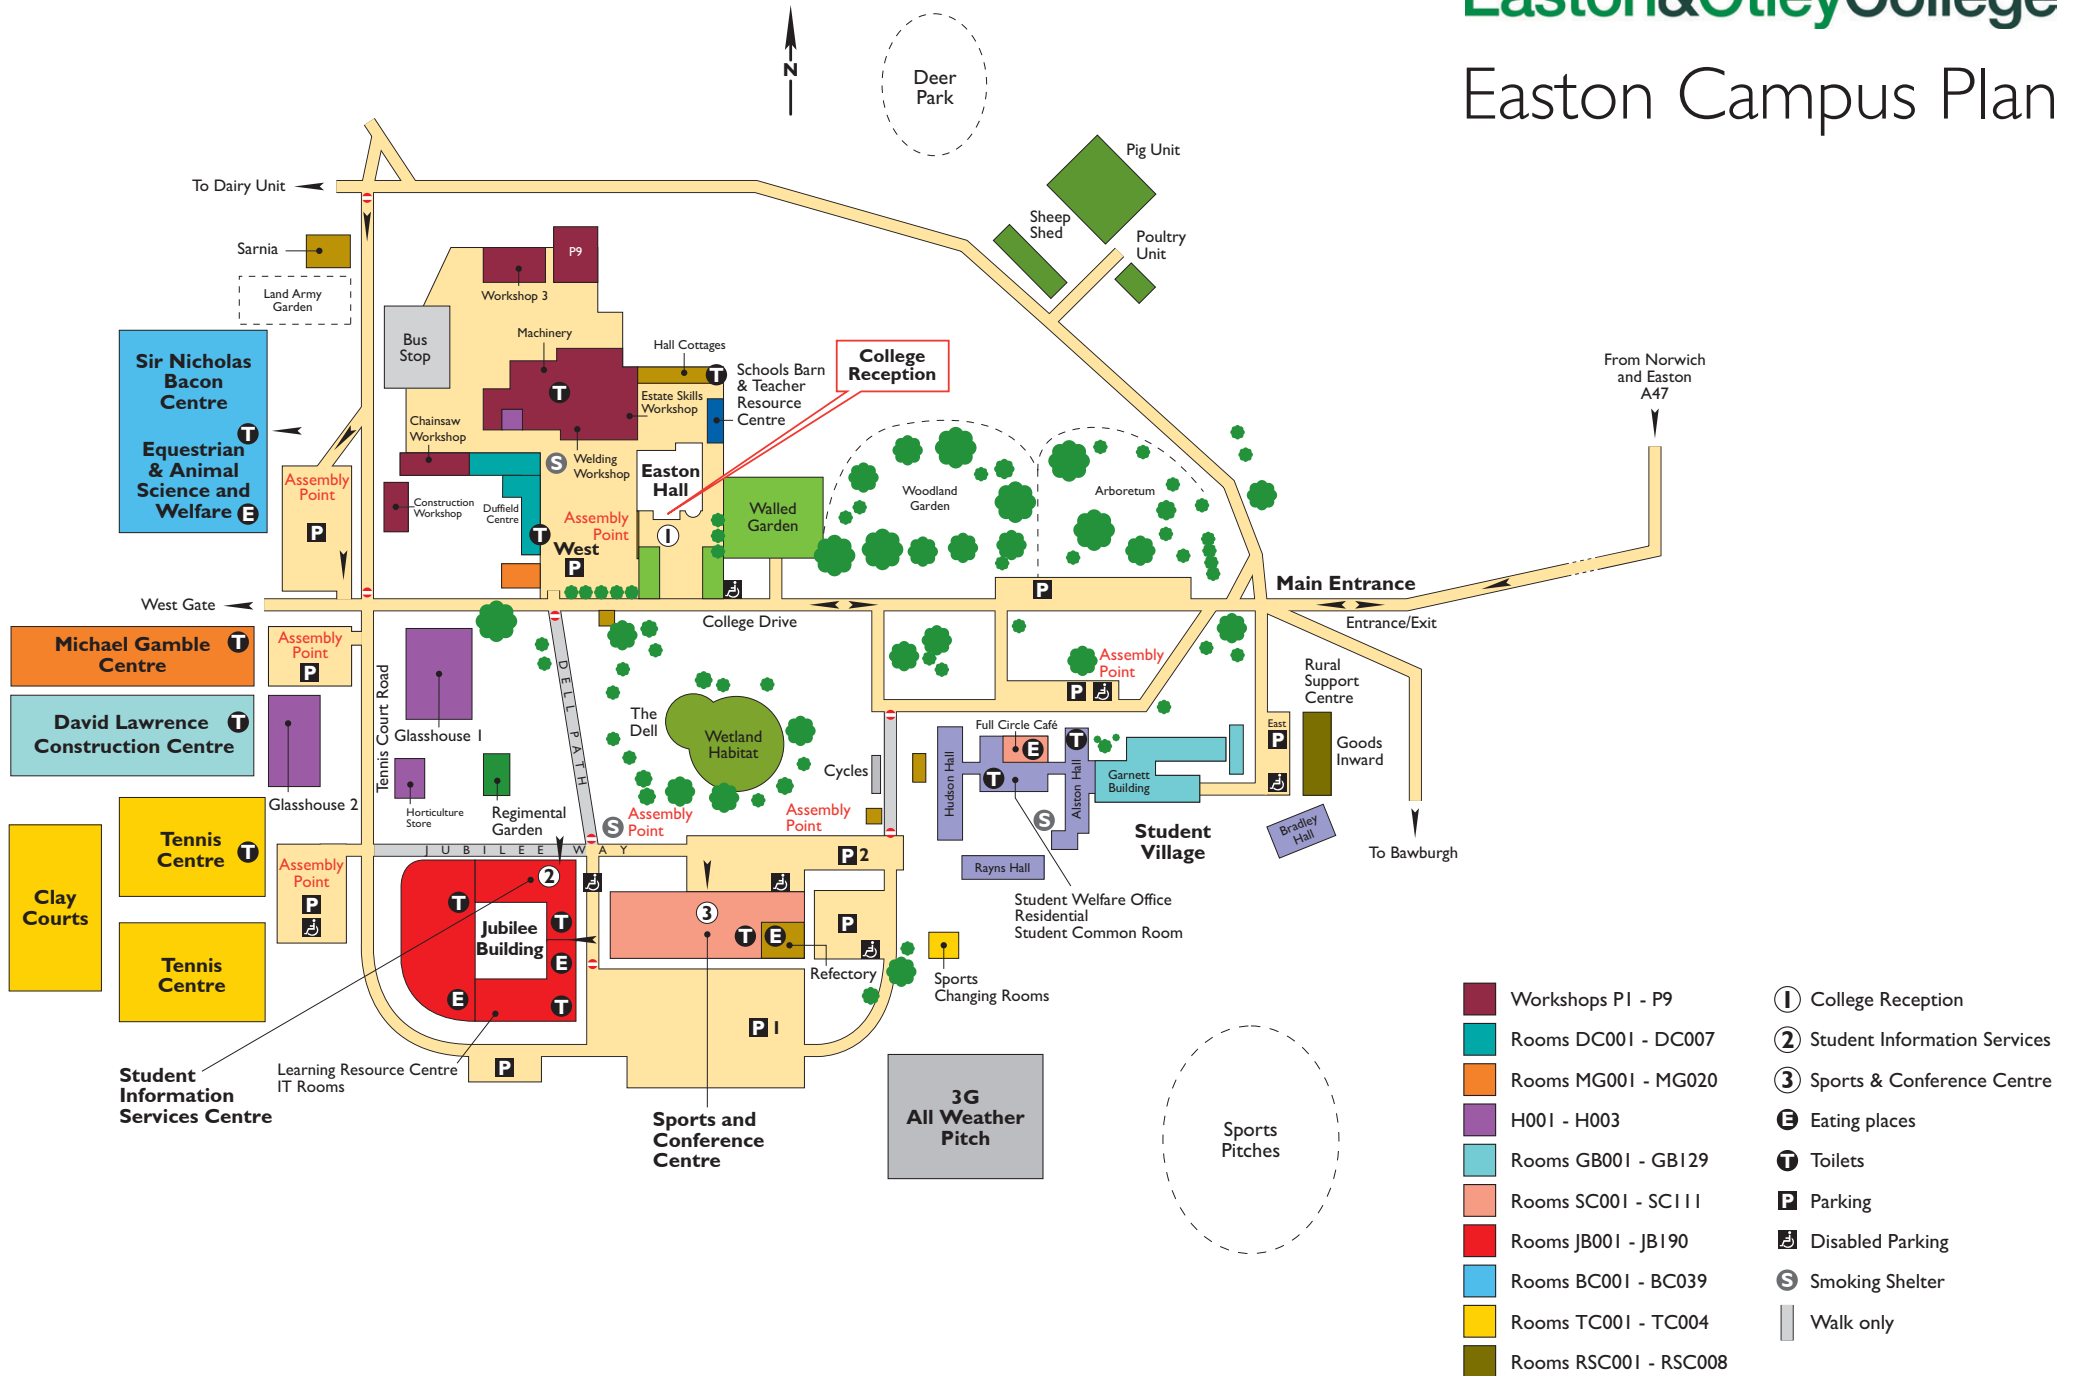 Easton&OtleyCollege
Easton Campus Plan
N
Deer
Park
Pig Unit
Sheep
Shed
Poultry
Unit
To Dairy Unit
Sarnia
Land Army
Garden
P9
Workshop 3
Bus
Stop
Machinery
Hall Cottages
T
Schools Barn
& Teacher
Resource
Centre
College
Reception
From Norwich
and Easton
A47
Sir Nicholas
Bacon
Centre
T
Equestrian
& Animal
Science and
Welfare E
T
Estate Skills
Workshop
Chainsaw
Workshop
S
Welding
Workshop
Easton
Hall
Assembly
Point
P
Construction
Workshop
Duffield
Centre
T
Assembly
Point
West
P
1
Walled
Garden
Woodland
Garden
Arboretum
P
Main Entrance
Entrance/Exit
West Gate
College Drive
Michael Gamble
Centre
T
Assembly
Point
P
David Lawrence
Construction Centre
T
Glasshouse 2
Tennis Court Road
Glasshouse 1
Horticulture
Store
Regimental
Garden
DELL PATH
The
Dell
Wetland
Habitat
Assembly
Point
P
Rural
Support
Centre
Goods
Inward
East
P
Full Circle Café
E
T
T
Hudson Hall
Alston Hall
Garnett
Building
S
Student
Village
Bradley
Hall
Rayns Hall
To Bawburgh
Cycles
Assembly
Point
S
Assembly
Point
JUBILEE WAY
P 2
Tennis
Centre
T
Clay
Courts
Tennis
Centre
Assembly
Point
P
2
T
T
Jubilee
Building
E
E
T
3
T
E
P
Refectory
Sports
Changing Rooms
Student Welfare Office
Residential
Student Common Room
P 1
P
Learning Resource Centre
IT Rooms
Student
Information
Services Centre
Sports and
Conference
Centre
3G
All Weather
Pitch
Sports
Pitches
Workshops P1 - P9
Rooms DC001 - DC007
Rooms MG001 - MG020
H001 - H003
Rooms GB001 - GB129
Rooms SC001 - SC111
Rooms JB001 - JB190
Rooms BC001 - BC039
Rooms TC001 - TC004
Rooms RSC001 - RSC008
1 College Reception
2 Student Information Services
3 Sports & Conference Centre
E Eating places
T Toilets
P Parking
Disabled Parking
S Smoking Shelter
Walk only